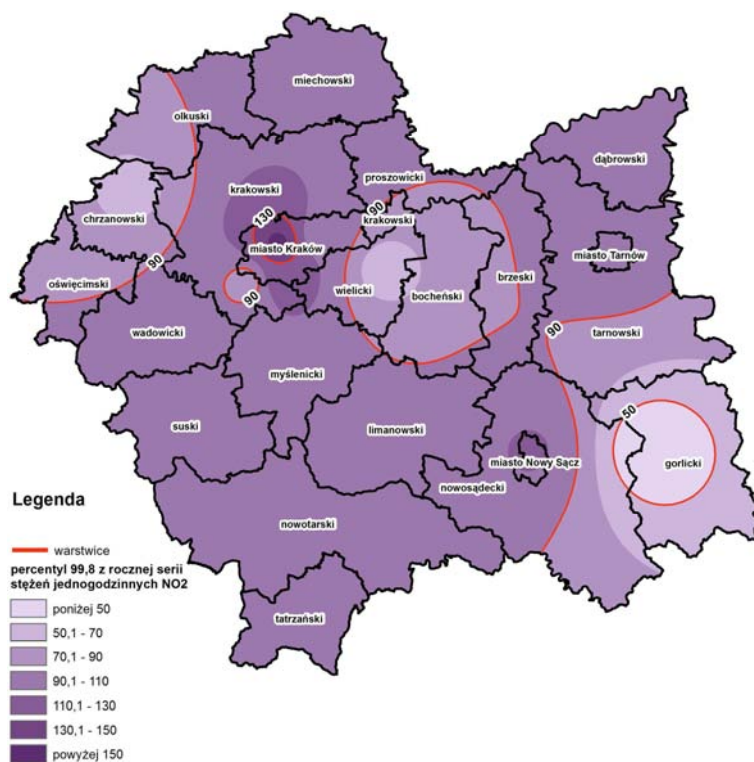 miechowski
olkuski
dąbrowski
proszowicki
krakowski
130
90
chrzanowski
krakowski
miasto Kraków
miasto Tarnów
90
oświęcimski
wielicki
brzeski
90
bocheński
wadowicki
90
tarnowski
myślenicki
50
suski
limanowski
miasto Nowy Sącz
gorlicki
nowosądecki
nowotarski
tatrzański
Legenda
warstwice
percentyl 99,8 z rocznej serii
stężeń jednogodzinnych NO2
poniżej 50
50,1 - 70
70,1 - 90
90,1 - 110
110,1 - 130
130,1 - 150
powyżej 150